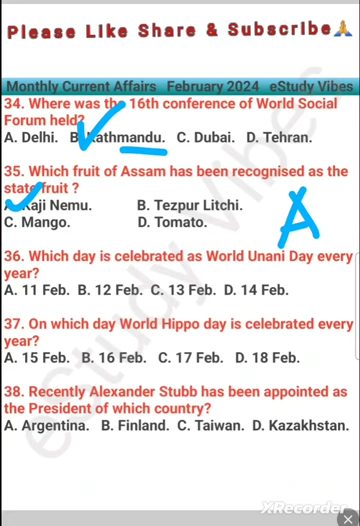 Please Like Share & Subscribe🙏
Monthly Current Affairs February 2024 eStudy Vibes
34. Where was the 16th conference of World Social
Forum held?
A. Delhi. B. Kathmandu. C. Dubai. D. Tehran.
35. Which fruit of Assam has been recognised as the
state fruit ?
A. Kaji Nemu. B. Tezpur Litchi.
C. Mango. D. Tomato.
A
36. Which day is celebrated as World Unani Day every
year?
A. 11 Feb. B. 12 Feb. C. 13 Feb. D. 14 Feb.
37. On which day World Hippo day is celebrated every
year?
A. 15 Feb. B. 16 Feb. C. 17 Feb. D. 18 Feb.
38. Recently Alexander Stubb has been appointed as
the President of which country?
A. Argentina. B. Finland. C. Taiwan. D. Kazakhstan.
eStudy Vibes
XRecorder